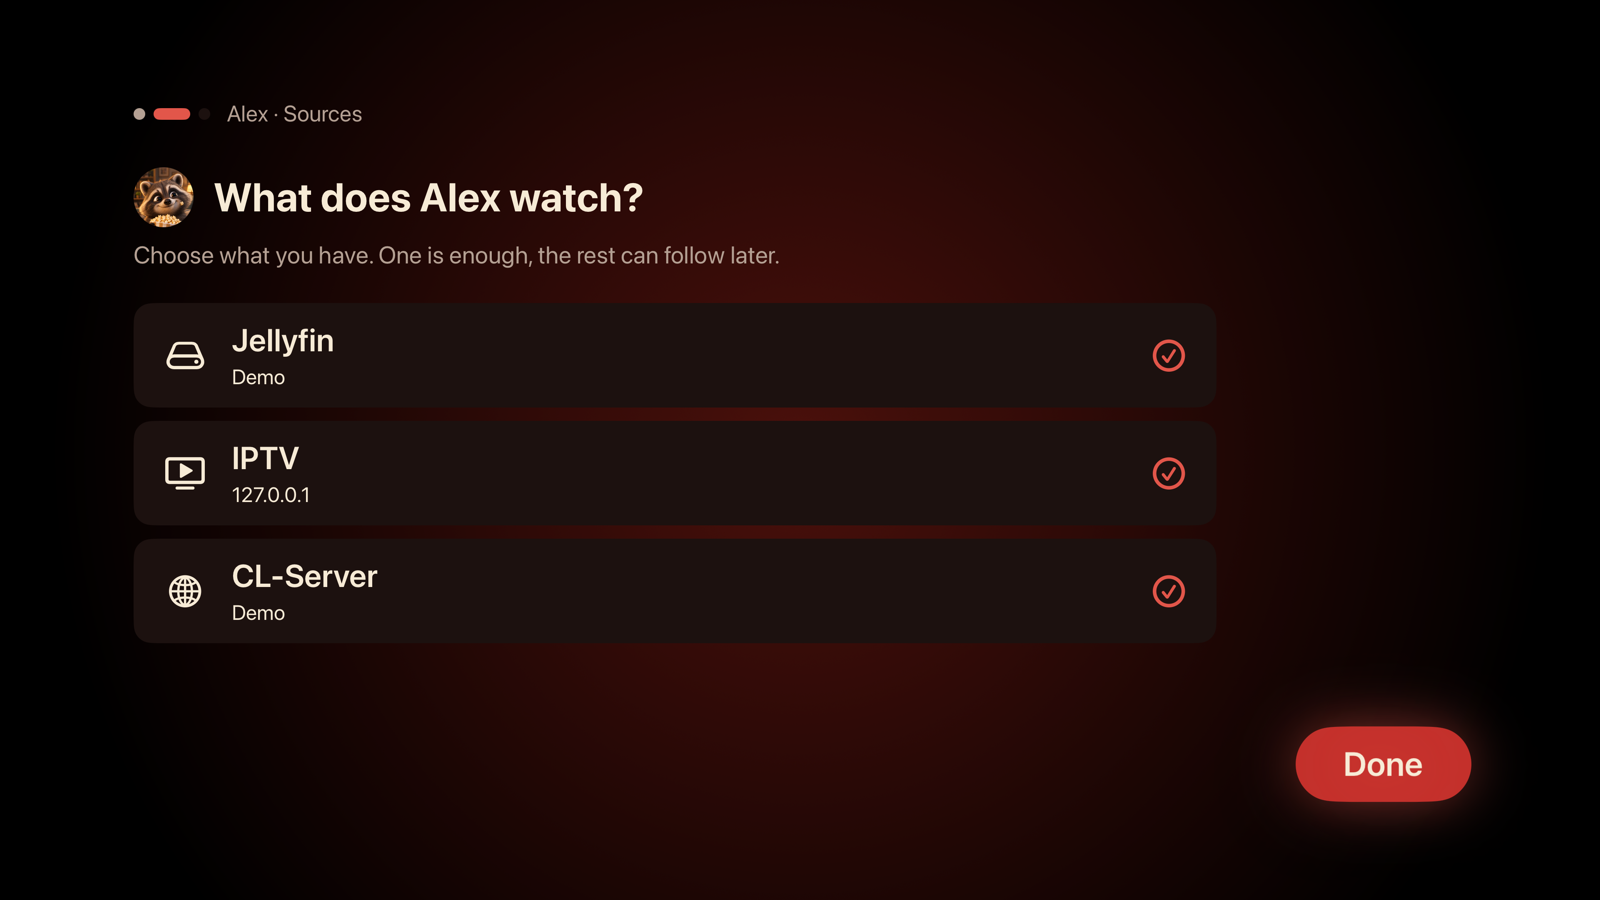 Alex · Sources
What does Alex watch?
Choose what you have. One is enough, the rest can follow later.
Jellyfin
Demo
IPTV
127.0.0.1
CL-Server
Demo
Done